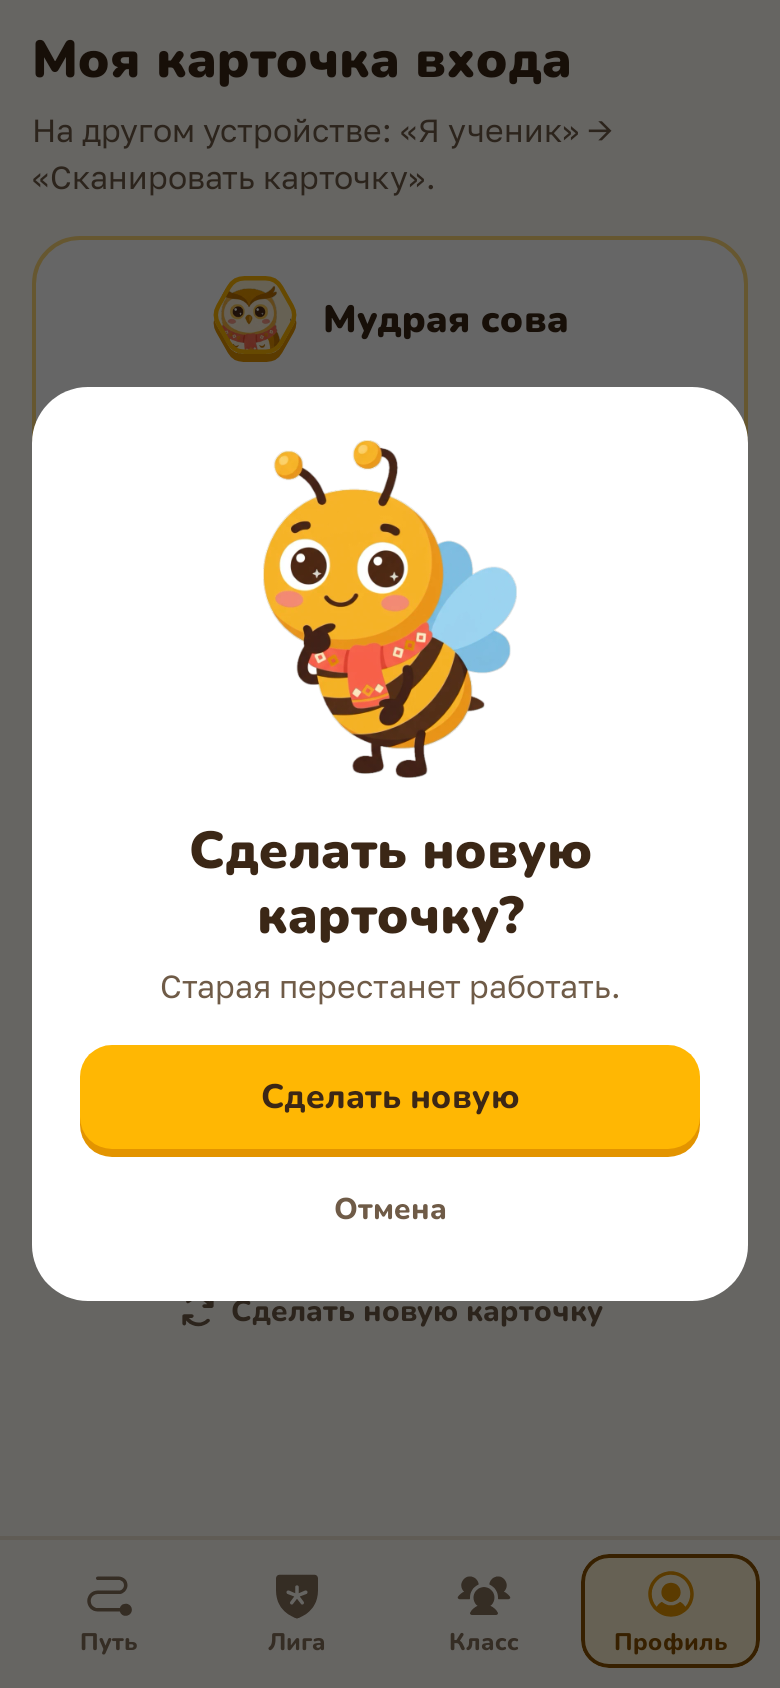 Моя карточка входа
На другом устройстве: «Я ученик» →
«Сканировать карточку».
Мудрая сова
Сделать новую
карточку?
Старая перестанет работать.
Сделать новую
Отмена
Сделать новую карточку
Путь
Лига
Класс
Профиль